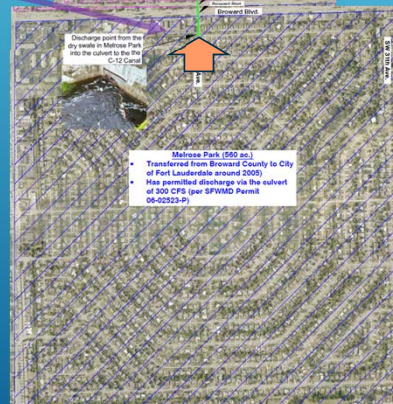 Broward Blvd.
Discharge point from the
dry swale in Melrose Park
into the culvert to the the
C-12 Canal
Ave
SW 31th Ave.
Melrose Park (560 ac.)
• Transferred from Broward County to City
of Fort Lauderdale around 2005)
• Has permitted discharge via the culvert
of 300 CFS (per SFWMD Permit
06-02523-P)